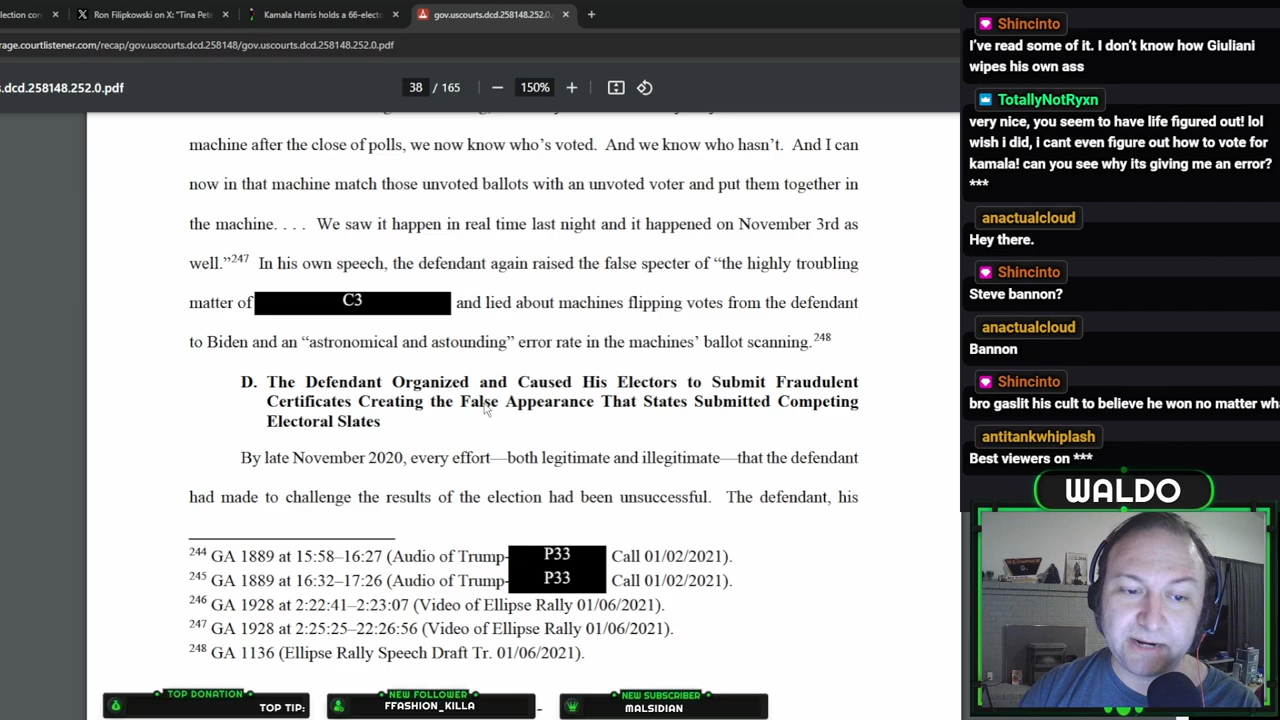 lection con
Ron Filipkowski on X: "Tina Pete
Kamala Harris holds a 66-electo
gov.uscourts.dcd.258148.252.0.p
rage.courtlistener.com/recap/gov.uscourts.dcd.258148/gov.uscourts.dcd.258148.252.0.pdf
s.dcd.258148.252.0.pdf
38 / 165
150%
machine after the close of polls, we now know who's voted. And we know who hasn't. And I can
now in that machine match those unvoted ballots with an unvoted voter and put them together in
the machine. . . . We saw it happen in real time last night and it happened on November 3rd as
well."247 In his own speech, the defendant again raised the false specter of "the highly troubling
matter of C3 and lied about machines flipping votes from the defendant
to Biden and an "astronomical and astounding" error rate in the machines' ballot scanning.248
D. The Defendant Organized and Caused His Electors to Submit Fraudulent
Certificates Creating the False Appearance That States Submitted Competing
Electoral Slates
By late November 2020, every effort—both legitimate and illegitimate—that the defendant
had made to challenge the results of the election had been unsuccessful. The defendant, his
244 GA 1889 at 15:58–16:27 (Audio of Trump- P33 Call 01/02/2021).
245 GA 1889 at 16:32–17:26 (Audio of Trump- P33 Call 01/02/2021).
246 GA 1928 at 2:22:41–2:23:07 (Video of Ellipse Rally 01/06/2021).
247 GA 1928 at 2:25:25–22:26:56 (Video of Ellipse Rally 01/06/2021).
248 GA 1136 (Ellipse Rally Speech Draft Tr. 01/06/2021).
TOP DONATION
TOP TIP:
NEW FOLLOWER
FFASHION_KILLA
NEW SUBSCRIBER
MALSIDIAN
Shincinto
I've read some of it. I don't know how Giuliani
wipes his own ass
TotallyNotRyxn
very nice, you seem to have life figured out! lol
wish i did, i cant even figure out how to vote for
kamala! can you see why its giving me an error?
***
anactualcloud
Hey there.
Shincinto
Steve bannon?
anactualcloud
Bannon
Shincinto
bro gaslit his cult to believe he won no matter wh
antitankwhiplash
Best viewers on ***
WALDO